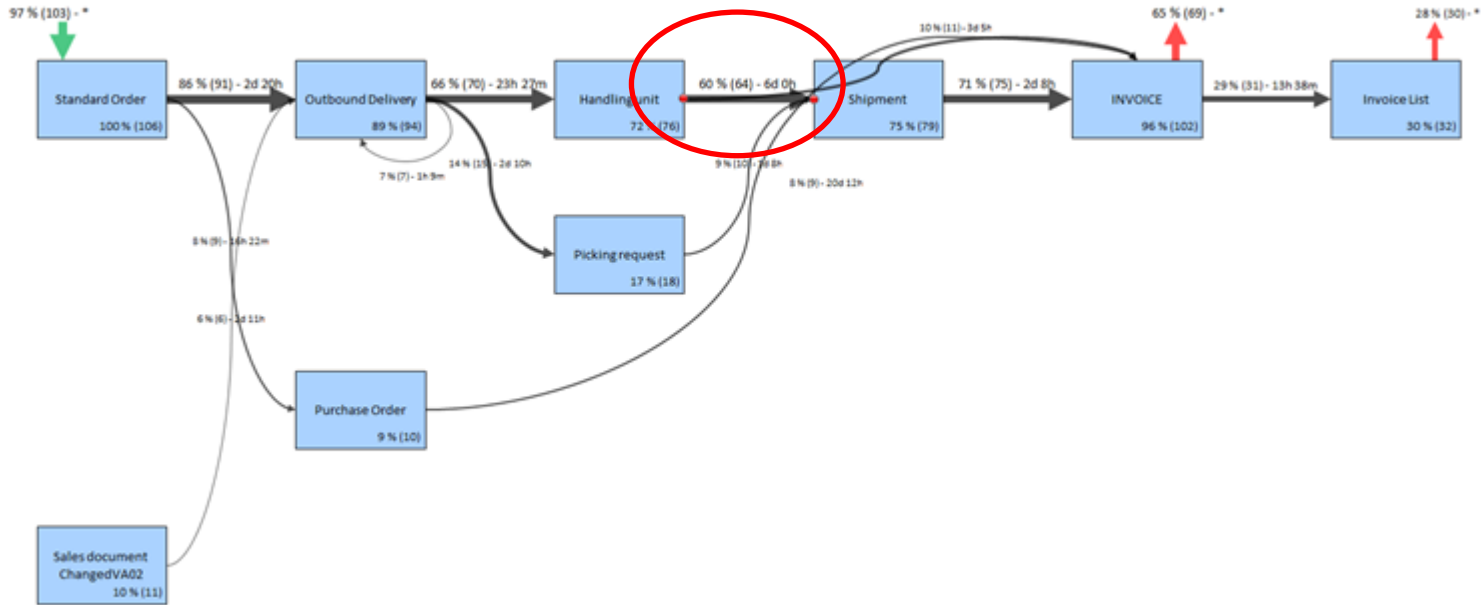 97 % (103) - *
65 % (69) - *
28 % (30) - *
10 % (11) - 3d 5h
86 % (91) - 2d 20h
66 % (70) - 23h 27m
60 % (64) - 6d 0h
71 % (75) - 2d 8h
29 % (31) - 13h 38m
Standard Order
100 % (106)
Outbound Delivery
89 % (94)
Handling unit
72 % (76)
Shipment
75 % (79)
INVOICE
96 % (102)
Invoice List
30 % (32)
7 % (7) - 1h 9m
14 % (15) - 2d 10h
9 % (10) - 8h
8 % (9) - 20d 12h
8 % (9) - 16h 22m
Picking request
17 % (18)
6 % (6) - 11h
Purchase Order
9 % (10)
Sales document
ChangedVA02
10 % (11)